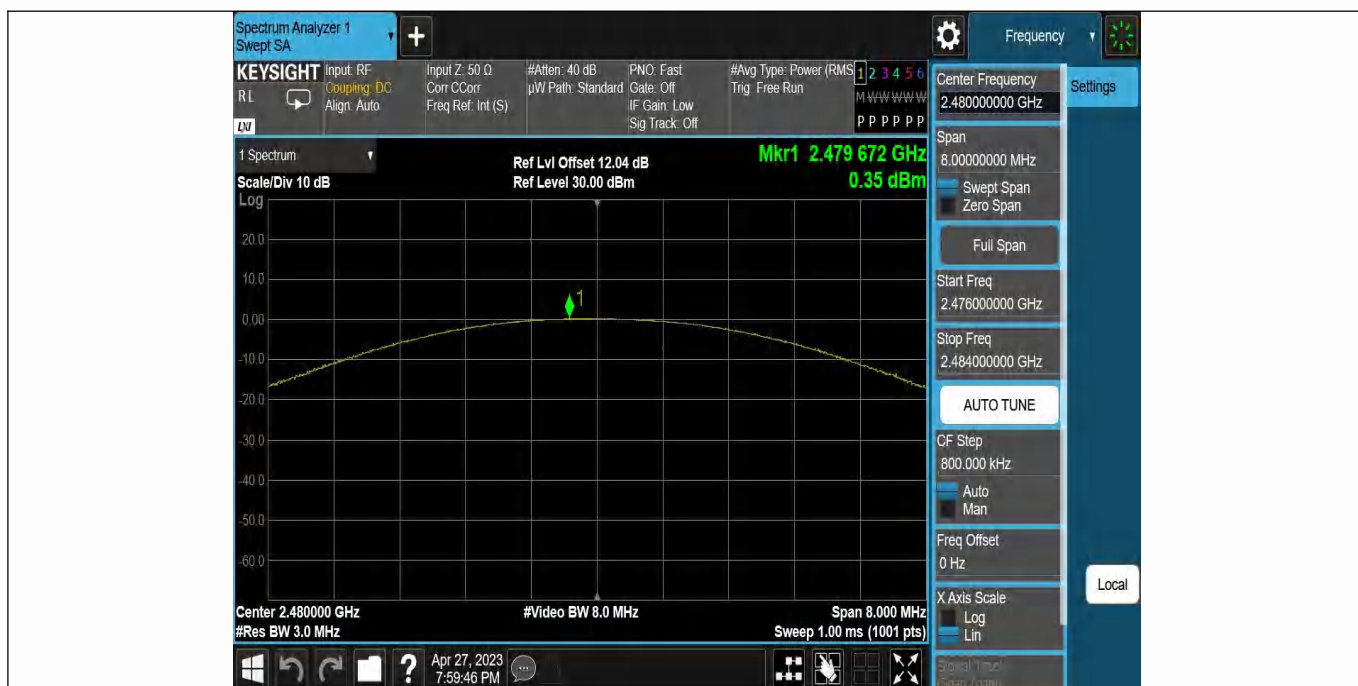 Spectrum Analyzer 1
Swept SA
+
Frequency
KEYSIGHT
RL
LXI
Input: RF
Coupling: DC
Align: Auto
Input Z: 50 Ω
Corr CCorr
Freq Ref: Int (S)
#Atten: 40 dB
µW Path: Standard
PNO: Fast
Gate: Off
IF Gain: Low
Sig Track: Off
#Avg Type: Power (RMS
Trig: Free Run
1 2 3 4 5 6
M W W W W W
P P P P P P
1 Spectrum
Scale/Div 10 dB
Log
Ref Lvl Offset 12.04 dB
Ref Level 30.00 dBm
Mkr1 2.479 672 GHz
0.35 dBm
20.0
10.0
0.00
-10.0
-20.0
-30.0
-40.0
-50.0
-60.0
1
Center 2.480000 GHz
#Res BW 3.0 MHz
#Video BW 8.0 MHz
Span 8.000 MHz
Sweep 1.00 ms (1001 pts)
Center Frequency
2.480000000 GHz
Settings
Span
8.00000000 MHz
Swept Span
Zero Span
Full Span
Start Freq
2.476000000 GHz
Stop Freq
2.484000000 GHz
AUTO TUNE
CF Step
800.000 kHz
Auto
Man
Freq Offset
0 Hz
Local
X Axis Scale
Log
Lin
Signal Track
(Span Zoom)
?
Apr 27, 2023
7:59:46 PM